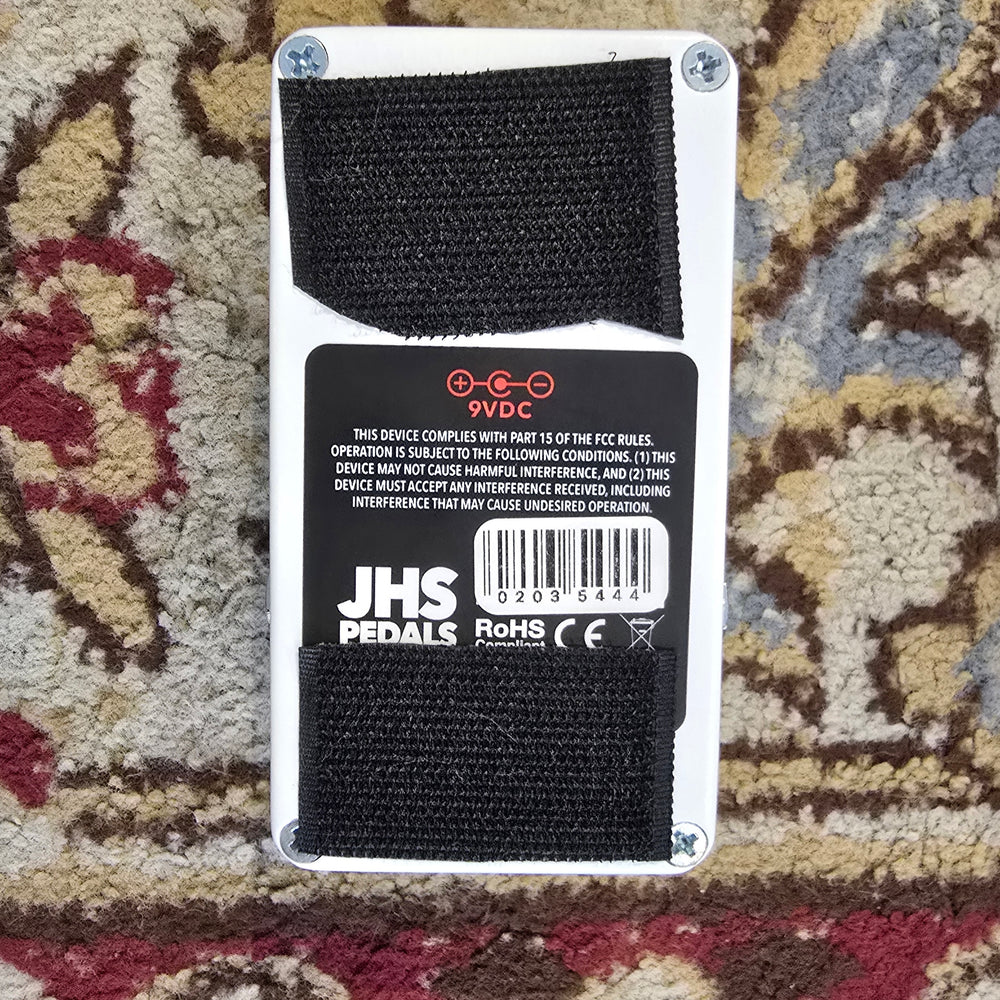 9VDC
THIS DEVICE COMPLIES WITH PART 15 OF THE FCC RULES.
OPERATION IS SUBJECT TO THE FOLLOWING CONDITIONS. (1) THIS
DEVICE MAY NOT CAUSE HARMFUL INTERFERENCE, AND (2) THIS
DEVICE MUST ACCEPT ANY INTERFERENCE RECEIVED, INCLUDING
INTERFERENCE THAT MAY CAUSE UNDESIRED OPERATION.
0203 5444
JHS
PEDALS
RoHS CE
Compliant